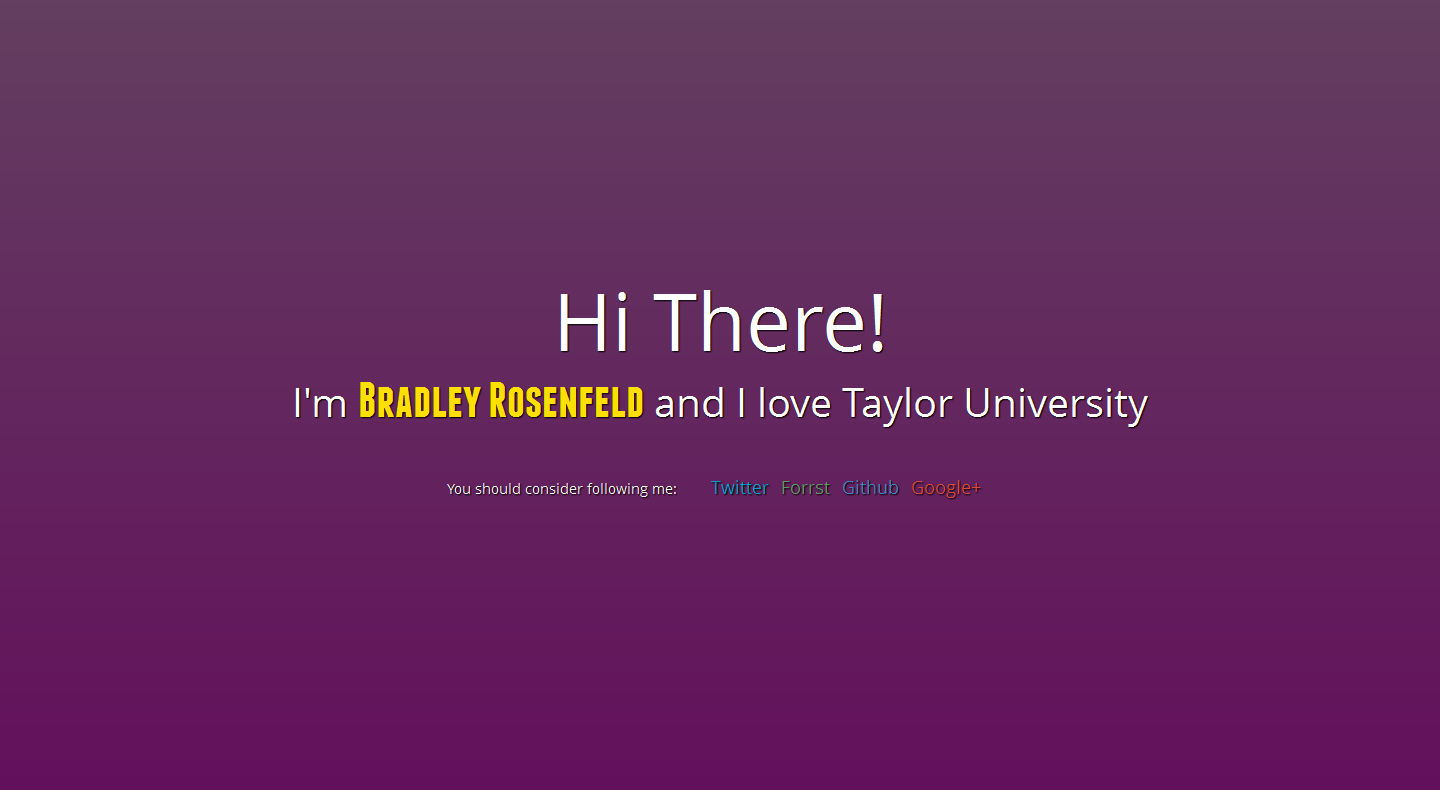 Hi There!
I'm Bradley Rosenfeld and I love Taylor University
You should consider following me: Twitter Forrst Github Google+